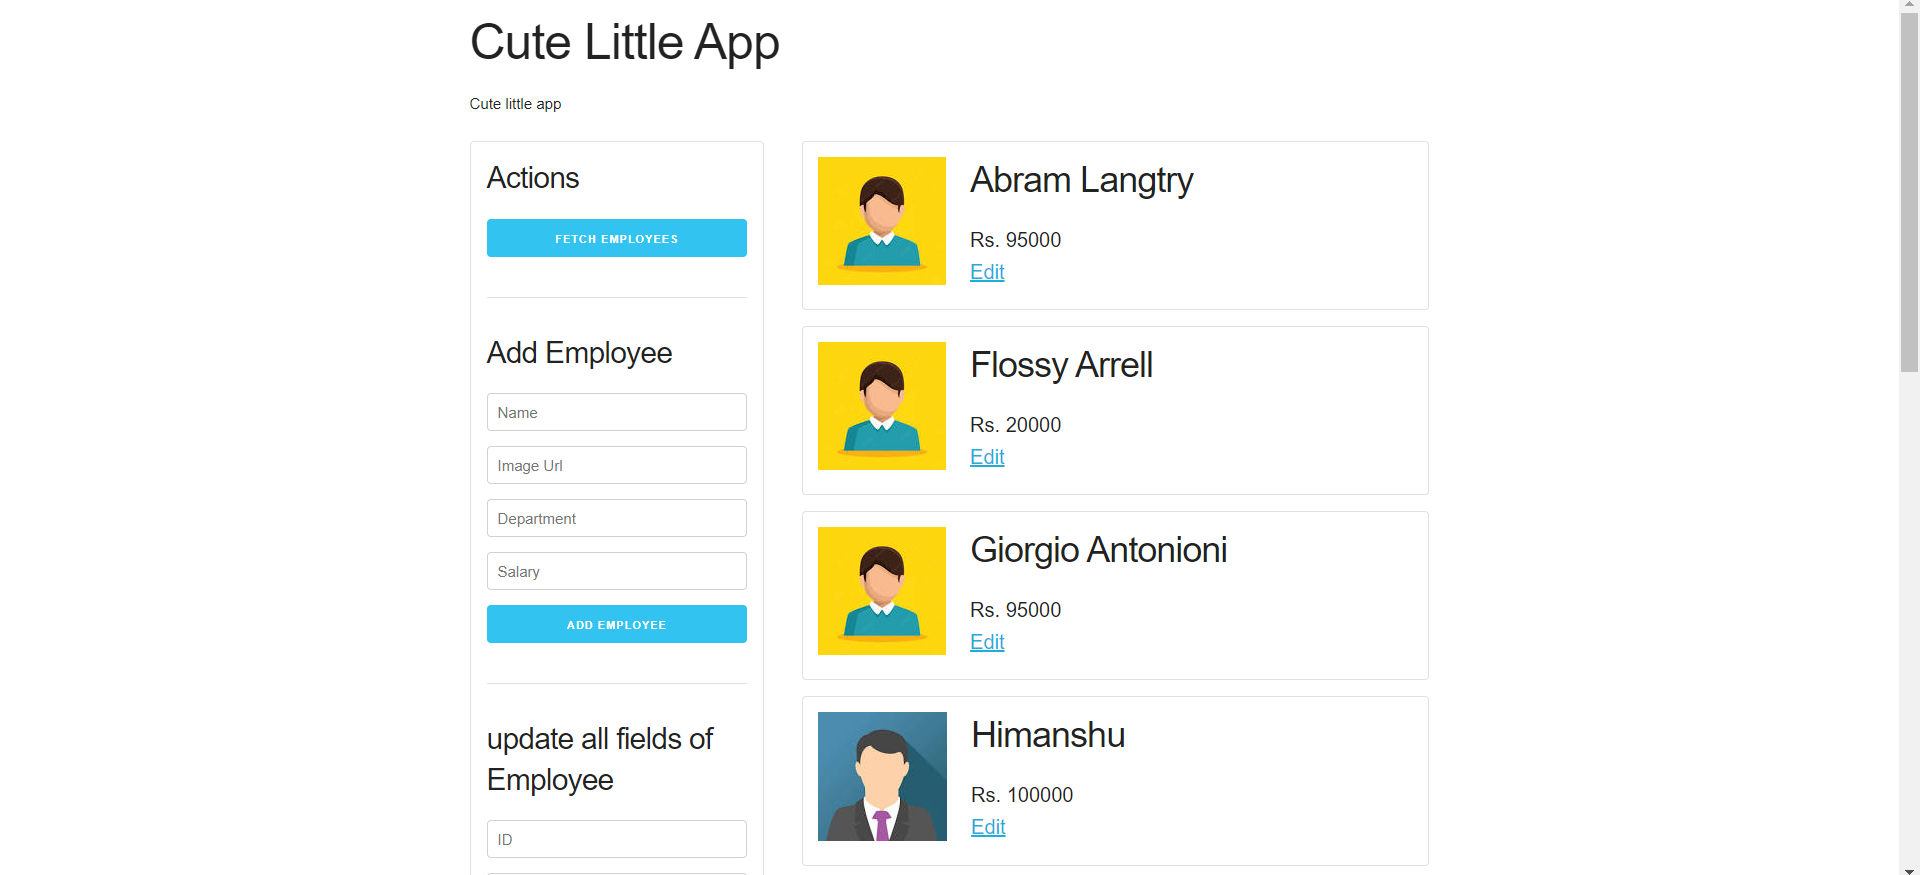 Cute Little App
Cute little app
Actions
FETCH EMPLOYEES
Add Employee
Name
Image Url
Department
Salary
ADD EMPLOYEE
update all fields of
Employee
ID
Abram Langtry
Rs. 95000
Edit
Flossy Arrell
Rs. 20000
Edit
Giorgio Antonioni
Rs. 95000
Edit
Himanshu
Rs. 100000
Edit